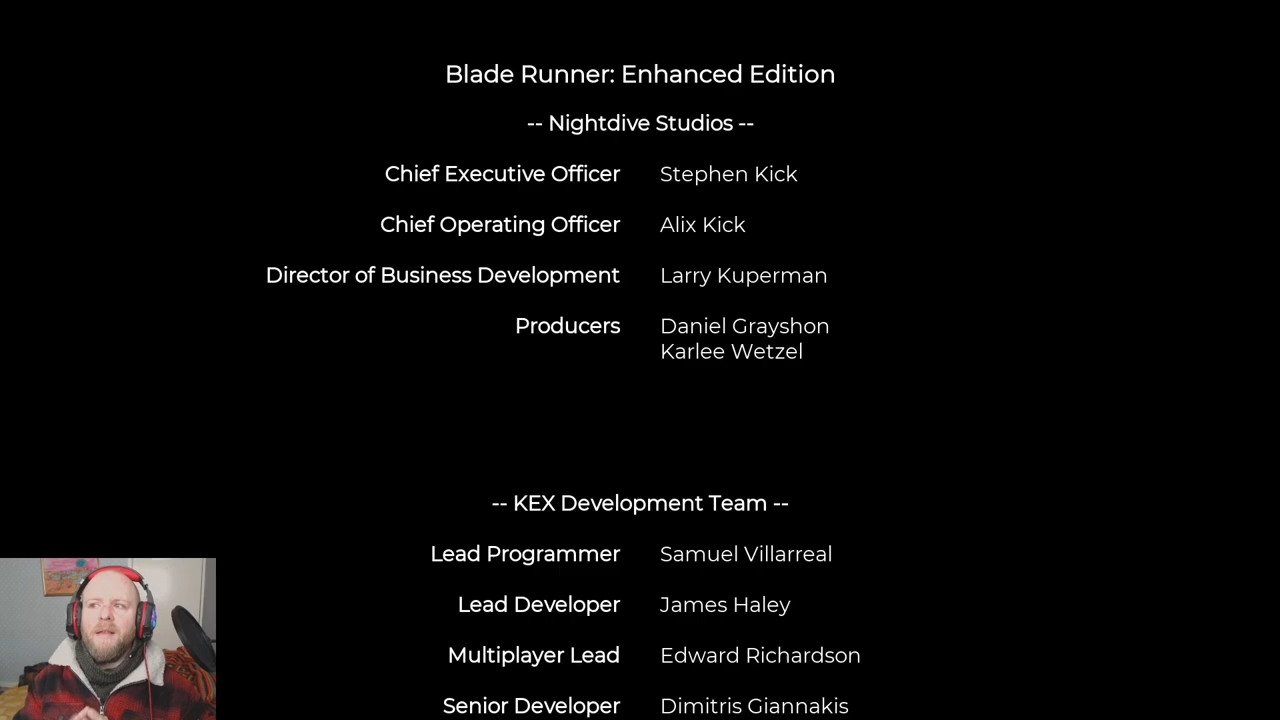 Blade Runner: Enhanced Edition
-- Nightdive Studios --
Chief Executive Officer Stephen Kick
Chief Operating Officer Alix Kick
Director of Business Development Larry Kuperman
Producers Daniel Grayshon
Karlee Wetzel
-- KEX Development Team --
Lead Programmer Samuel Villarreal
Lead Developer James Haley
Multiplayer Lead Edward Richardson
Senior Developer Dimitris Giannakis